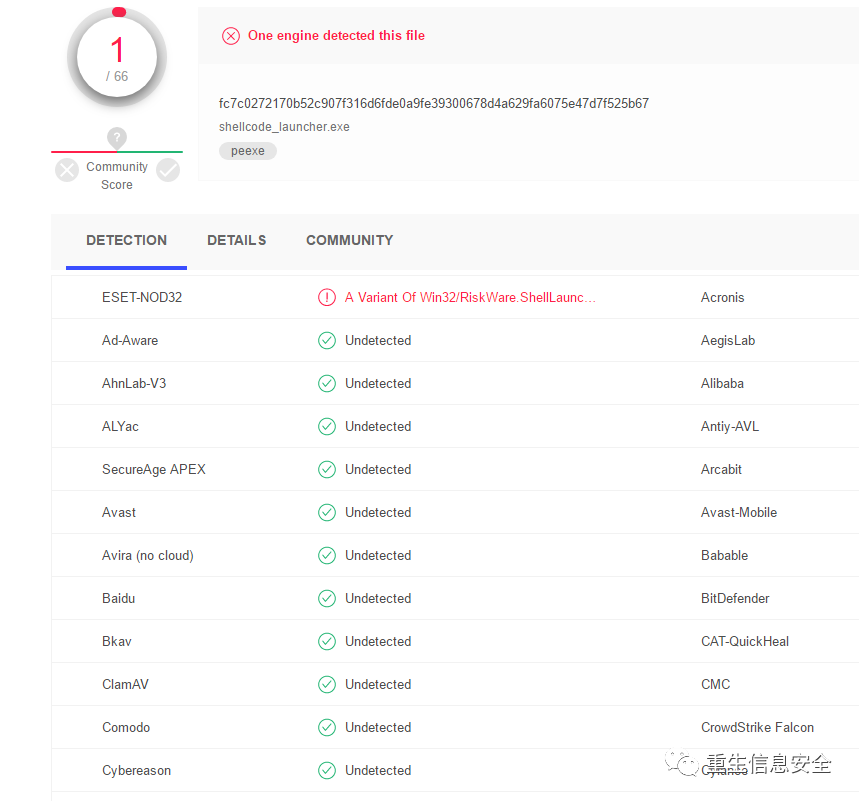 1
/ 66
?
Community
Score
One engine detected this file
fc7c0272170b52c907f316d6fde0a9fe39300678d4a629fa6075e47d7f525b67
shellcode_launcher.exe
peexe
DETECTION DETAILS COMMUNITY
ESET-NOD32 A Variant Of Win32/RiskWare.ShellLaunc… Acronis
Ad-Aware Undetected AegisLab
AhnLab-V3 Undetected Alibaba
ALYac Undetected Antiy-AVL
SecureAge APEX Undetected Arcabit
Avast Undetected Avast-Mobile
Avira (no cloud) Undetected Babable
Baidu Undetected BitDefender
Bkav Undetected CAT-QuickHeal
ClamAV Undetected CMC
Comodo Undetected CrowdStrike Falcon
Cybereason Undetected
重生信息安全